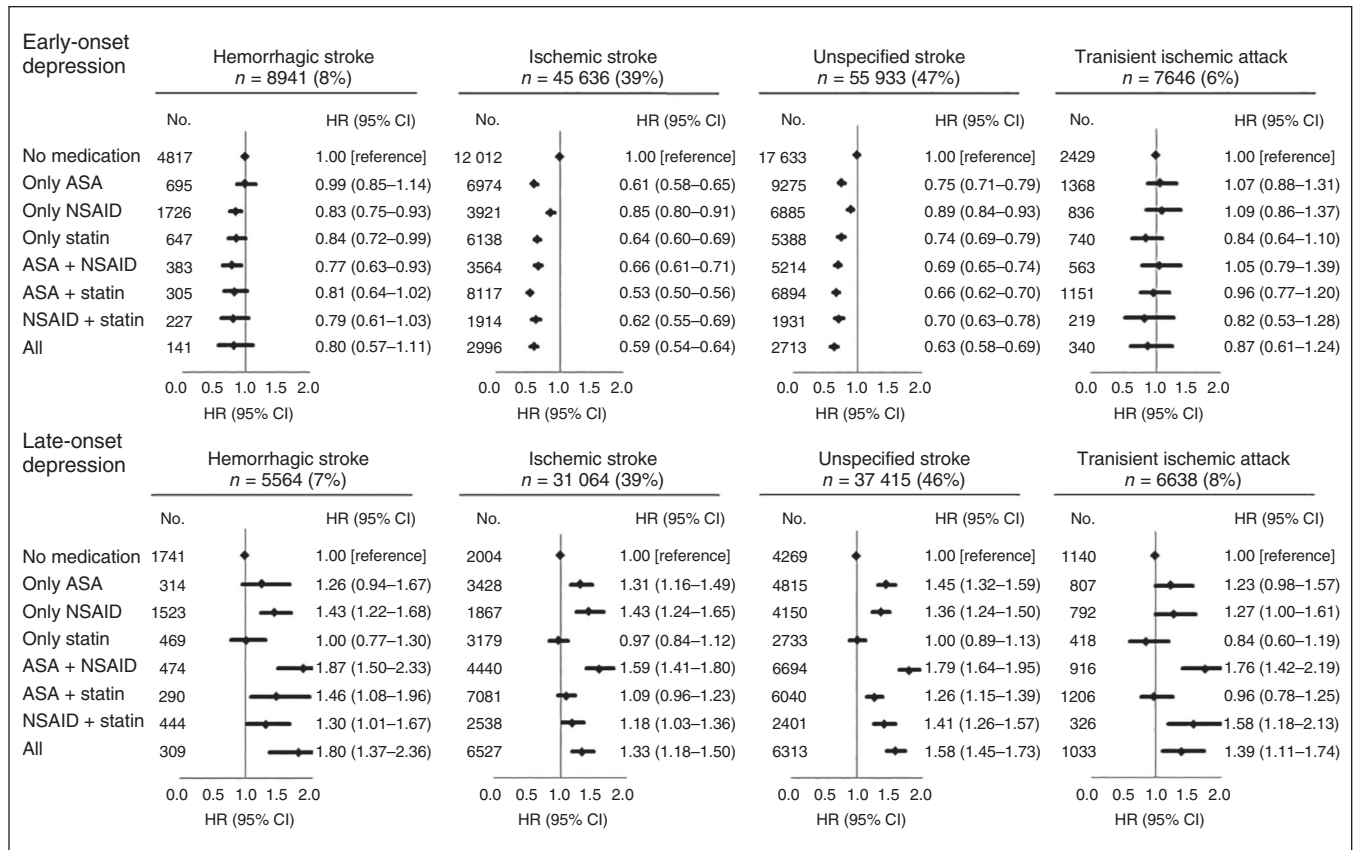 Early-onset
depression
Hemorrhagic stroke
n = 8941 (8%)
Ischemic stroke
n = 45 636 (39%)
Unspecified stroke
n = 55 933 (47%)
Transient ischemic attack
n = 7646 (6%)
No. HR (95% CI) No. HR (95% CI) No. HR (95% CI) No. HR (95% CI)
No medication 4817 1.00 [reference] 12 012 1.00 [reference] 17 633 1.00 [reference] 2429 1.00 [reference]
Only ASA 695 0.99 (0.85–1.14) 6974 0.61 (0.58–0.65) 9275 0.75 (0.71–0.79) 1368 1.07 (0.88–1.31)
Only NSAID 1726 0.83 (0.75–0.93) 3921 0.85 (0.80–0.91) 6885 0.89 (0.84–0.93) 836 1.09 (0.86–1.37)
Only statin 647 0.84 (0.72–0.99) 6138 0.64 (0.60–0.69) 5388 0.74 (0.69–0.79) 740 0.84 (0.64–1.10)
ASA + NSAID 383 0.77 (0.63–0.93) 3564 0.66 (0.61–0.71) 5214 0.69 (0.65–0.74) 563 1.05 (0.79–1.39)
ASA + statin 305 0.81 (0.64–1.02) 8117 0.53 (0.50–0.56) 6894 0.66 (0.62–0.70) 1151 0.96 (0.77–1.20)
NSAID + statin 227 0.79 (0.61–1.03) 1914 0.62 (0.55–0.69) 1931 0.70 (0.63–0.78) 219 0.82 (0.53–1.28)
All 141 0.80 (0.57–1.11) 2996 0.59 (0.54–0.64) 2713 0.63 (0.58–0.69) 340 0.87 (0.61–1.24)
0.0 0.5 1.0 1.5 2.0 0.0 0.5 1.0 1.5 2.0 0.0 0.5 1.0 1.5 2.0 0.0 0.5 1.0 1.5 2.0
HR (95% CI) HR (95% CI) HR (95% CI) HR (95% CI)
Late-onset
depression
Hemorrhagic stroke
n = 5564 (7%)
Ischemic stroke
n = 31 064 (39%)
Unspecified stroke
n = 37 415 (46%)
Transient ischemic attack
n = 6638 (8%)
No. HR (95% CI) No. HR (95% CI) No. HR (95% CI) No. HR (95% CI)
No medication 1741 1.00 [reference] 2004 1.00 [reference] 4269 1.00 [reference] 1140 1.00 [reference]
Only ASA 314 1.26 (0.94–1.67) 3428 1.31 (1.16–1.49) 4815 1.45 (1.32–1.59) 807 1.23 (0.98–1.57)
Only NSAID 1523 1.43 (1.22–1.68) 1867 1.43 (1.24–1.65) 4150 1.36 (1.24–1.50) 792 1.27 (1.00–1.61)
Only statin 469 1.00 (0.77–1.30) 3179 0.97 (0.84–1.12) 2733 1.00 (0.89–1.13) 418 0.84 (0.60–1.19)
ASA + NSAID 474 1.87 (1.50–2.33) 4440 1.59 (1.41–1.80) 6694 1.79 (1.64–1.95) 916 1.76 (1.42–2.19)
ASA + statin 290 1.46 (1.08–1.96) 7081 1.09 (0.96–1.23) 6040 1.26 (1.15–1.39) 1206 0.96 (0.78–1.25)
NSAID + statin 444 1.30 (1.01–1.67) 2538 1.18 (1.03–1.36) 2401 1.41 (1.26–1.57) 326 1.58 (1.18–2.13)
All 309 1.80 (1.37–2.36) 6527 1.33 (1.18–1.50) 6313 1.58 (1.45–1.73) 1033 1.39 (1.11–1.74)
0.0 0.5 1.0 1.5 2.0 0.0 0.5 1.0 1.5 2.0 0.0 0.5 1.0 1.5 2.0 0.0 0.5 1.0 1.5 2.0
HR (95% CI) HR (95% CI) HR (95% CI) HR (95% CI)